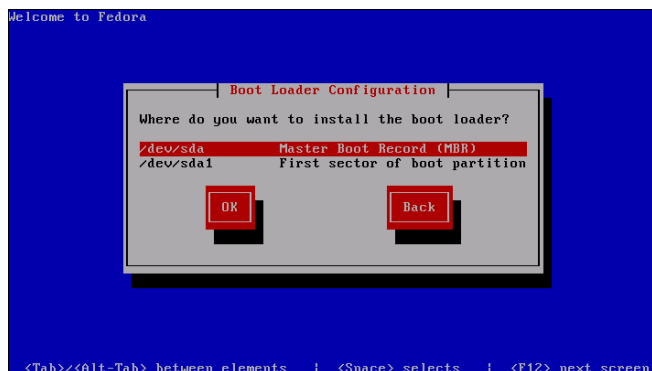 Welcome to Fedora
Boot Loader Configuration
Where do you want to install the boot loader?
/dev/sda Master Boot Record (MBR)
/dev/sda1 First sector of boot partition
OK Back
<Tab>/<Alt-Tab> between elements | <Space> selects | <F12> next screen